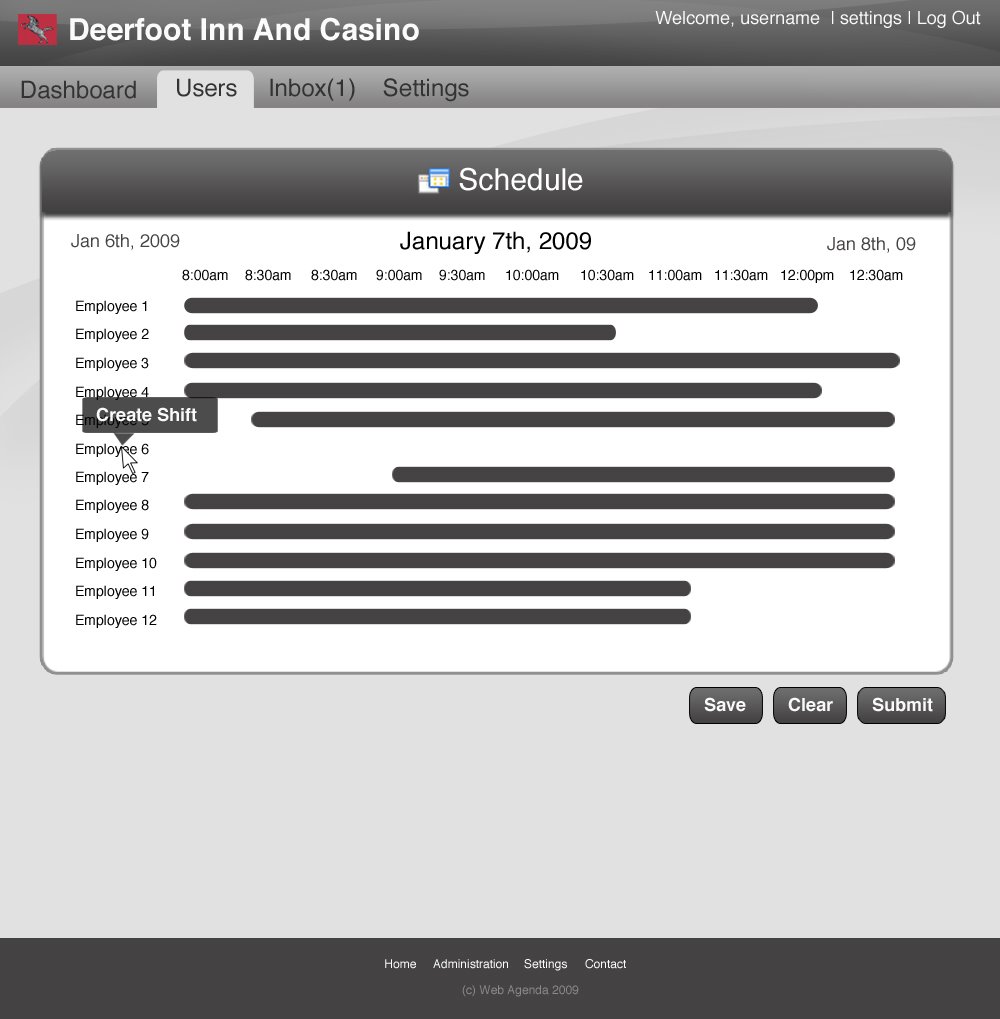 Deerfoot Inn And Casino
Welcome, username | settings | Log Out
Dashboard Users Inbox(1) Settings
Schedule
Jan 6th, 2009 January 7th, 2009 Jan 8th, 09
8:00am 8:30am 8:30am 9:00am 9:30am 10:00am 10:30am 11:00am 11:30am 12:00pm 12:30am
Employee 1
Employee 2
Employee 3
Employee 4
Create Shift
Employee 6
Employee 7
Employee 8
Employee 9
Employee 10
Employee 11
Employee 12
Save Clear Submit
Home Administration Settings Contact
(c) Web Agenda 2009